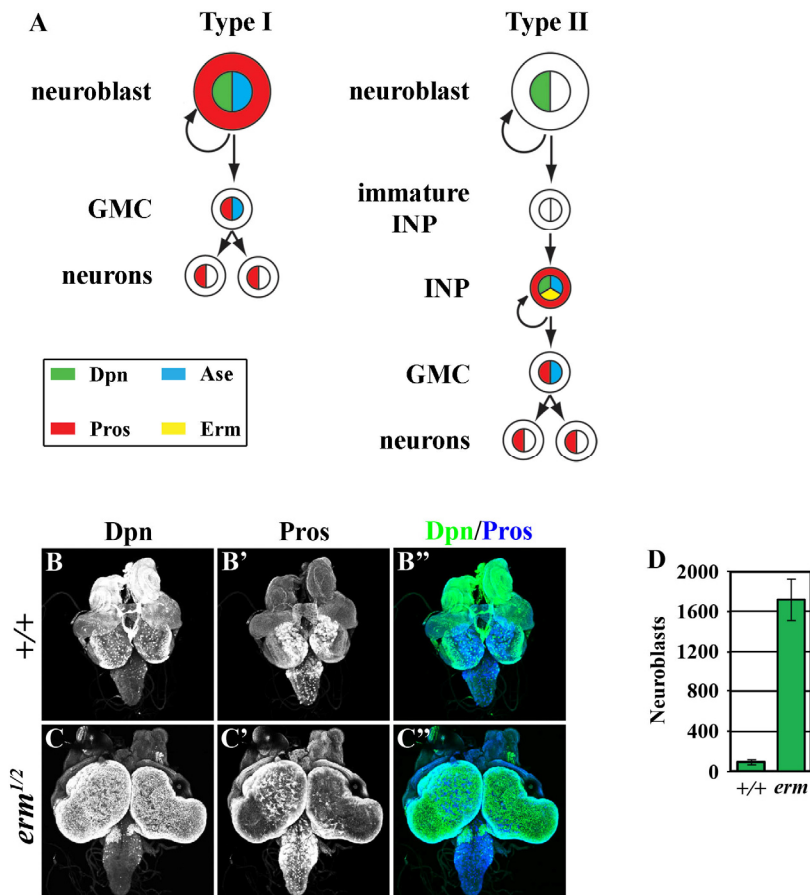 A
Type I
Type II
neuroblast
neuroblast
GMC
immature
INP
neurons
INP
Dpn
Ase
Pros
Erm
GMC
neurons
Dpn
Pros
Dpn/Pros
+/+
B
B'
B''
erm1/2
C
C'
C''
D
Neuroblasts
2000
1600
1200
800
400
0
+/+
erm